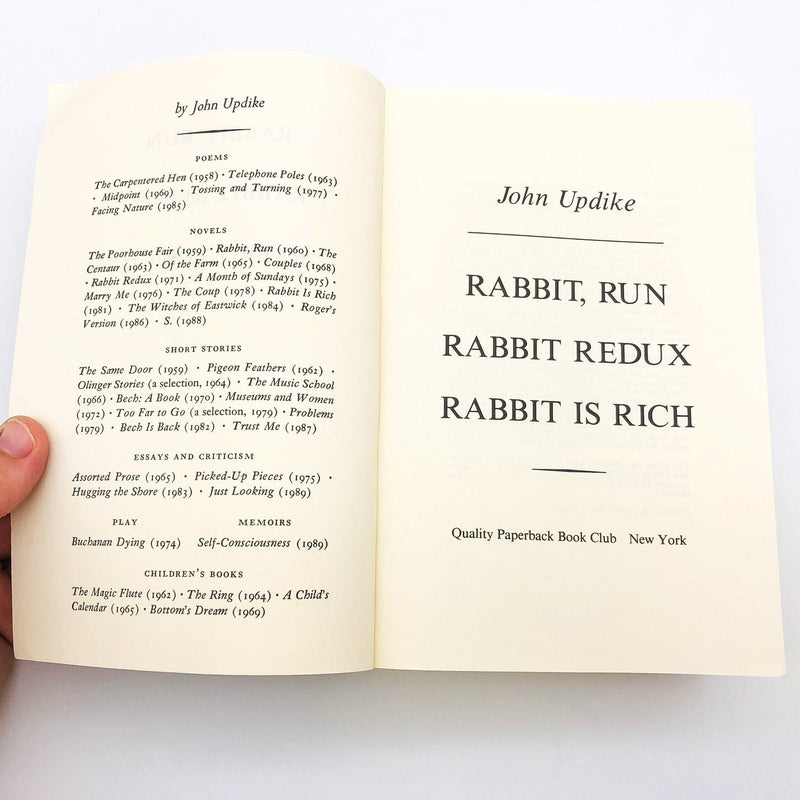 by John Updike
POEMS
The Carpentered Hen (1958) · Telephone Poles (1963)
· Midpoint (1969) · Tossing and Turning (1977) ·
Facing Nature (1985)
NOVELS
The Poorhouse Fair (1959) · Rabbit, Run (1960) · The
Centaur (1963) · Of the Farm (1965) · Couples (1968)
· Rabbit Redux (1971) · A Month of Sundays (1975) ·
Marry Me (1976) · The Coup (1978) · Rabbit Is Rich
(1981) · The Witches of Eastwick (1984) · Roger's
Version (1986) · S. (1988)
SHORT STORIES
The Same Door (1959) · Pigeon Feathers (1962) ·
Olinger Stories (a selection, 1964) · The Music School
(1966) · Bech: A Book (1970) · Museums and Women
(1972) · Too Far to Go (a selection, 1979) · Problems
(1979) · Bech Is Back (1982) · Trust Me (1987)
ESSAYS AND CRITICISM
Assorted Prose (1965) · Picked-Up Pieces (1975) ·
Hugging the Shore (1983) · Just Looking (1989)
PLAY MEMOIRS
Buchanan Dying (1974) Self-Consciousness (1989)
CHILDREN'S BOOKS
The Magic Flute (1962) · The Ring (1964) · A Child's
Calendar (1965) · Bottom's Dream (1969)
John Updike
RABBIT, RUN
RABBIT REDUX
RABBIT IS RICH
Quality Paperback Book Club New York